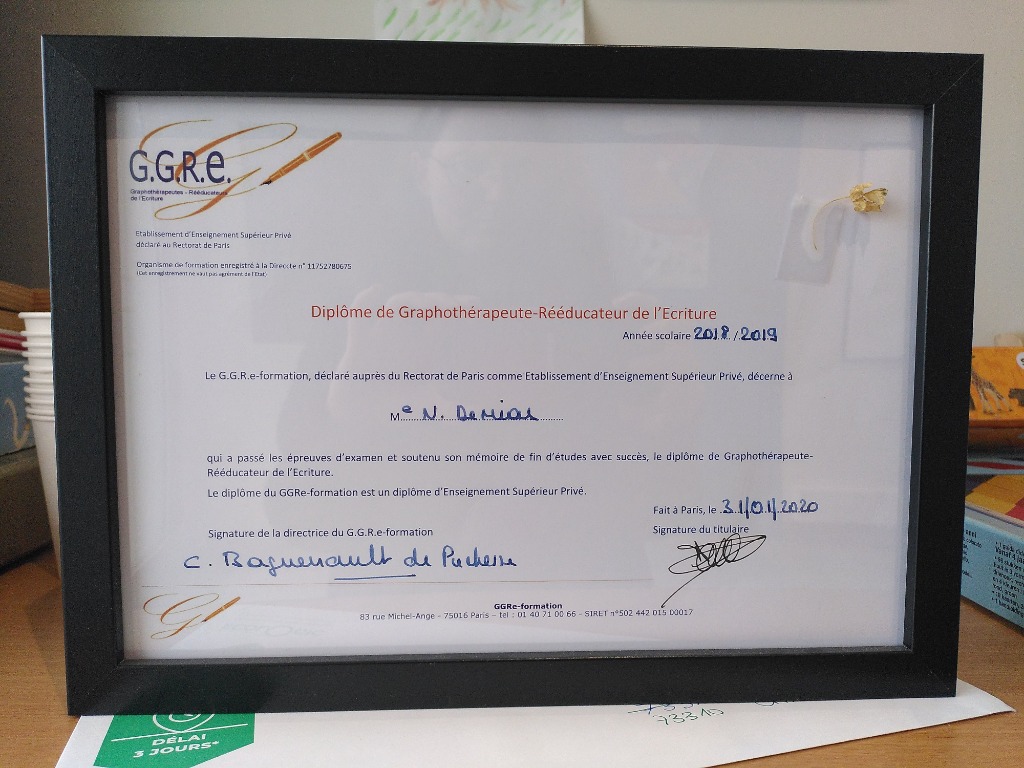 G.G.R.e.
Graphothérapeutes - Rééducateurs
de l'Ecriture
Etablissement d'Enseignement Supérieur Privé
déclaré au Rectorat de Paris
Organisme de formation enregistré à la Direccte n° 11752780675
(Cet enregistrement ne vaut pas agrément de l'Etat)
Diplôme de Graphothérapeute-Rééducateur de l'Ecriture
Année scolaire 2018 / 2019
Le G.G.R.e-formation, déclaré auprès du Rectorat de Paris comme Etablissement d'Enseignement Supérieur Privé, décerne à
Me N. Demias
qui a passé les épreuves d'examen et soutenu son mémoire de fin d'études avec succès, le diplôme de Graphothérapeute-
Rééducateur de l'Ecriture.
Le diplôme du GGRe-formation est un diplôme d'Enseignement Supérieur Privé.
Fait à Paris, le 31/01/2020
Signature de la directrice du G.G.R.e-formation
Signature du titulaire
C. Baguenault de Puchesse
GGRe-formation
83 rue Michel-Ange - 75016 Paris – tel : 01 40 71 00 66 – SIRET n°502 442 015 00017
DÉLAI
3 JOURS*
73310